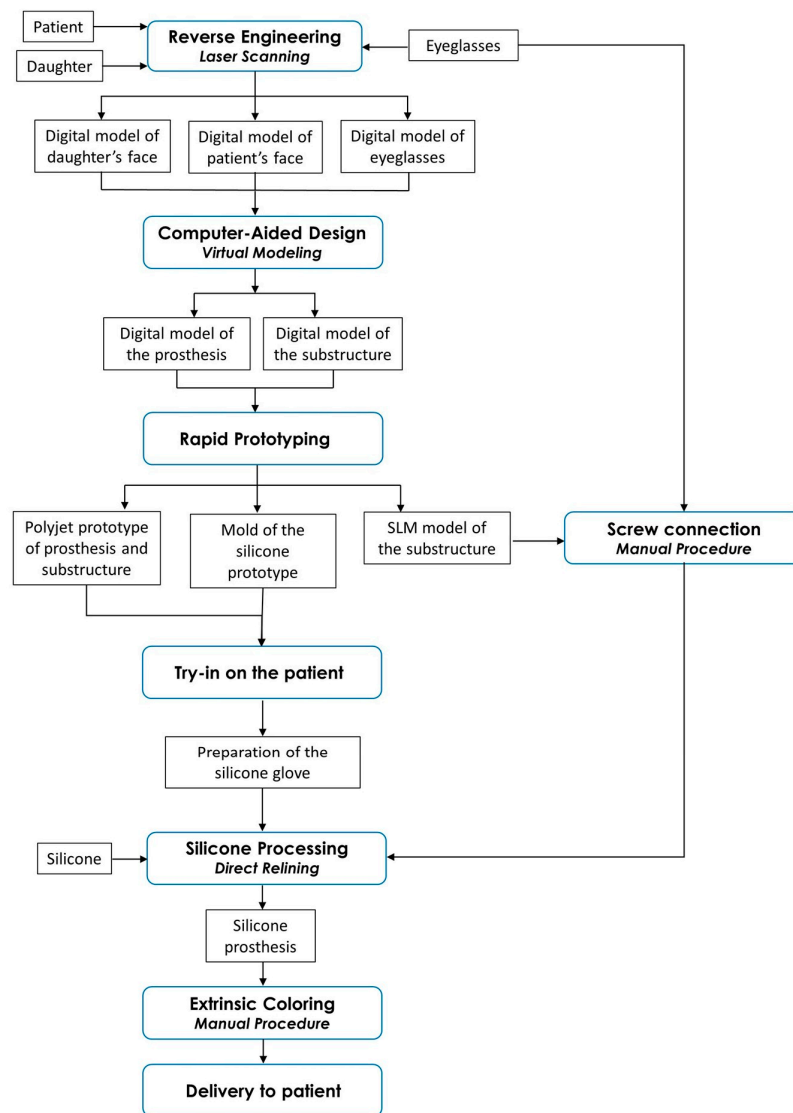 Patient
Daughter
Reverse Engineering
Laser Scanning
Eyeglasses
Digital model of
daughter's face
Digital model of
patient's face
Digital model of
eyeglasses
Computer-Aided Design
Virtual Modeling
Digital model of
the prosthesis
Digital model of
the substructure
Rapid Prototyping
Polyjet prototype
of prosthesis and
substructure
Mold of the
silicone
prototype
SLM model of
the substructure
Screw connection
Manual Procedure
Try-in on the patient
Preparation of the
silicone glove
Silicone
Silicone Processing
Direct Relining
Silicone
prosthesis
Extrinsic Coloring
Manual Procedure
Delivery to patient